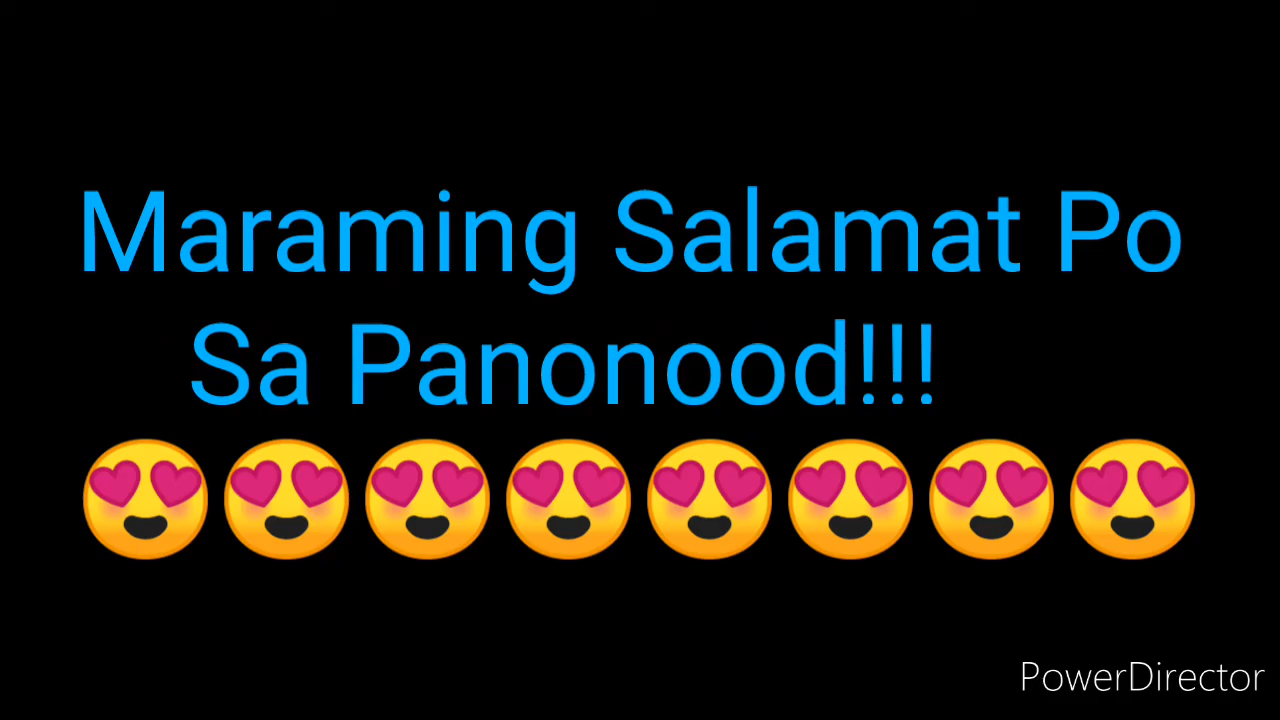 Maraming Salamat Po
Sa Panonood!!!
😍😍😍😍😍😍😍😍
PowerDirector